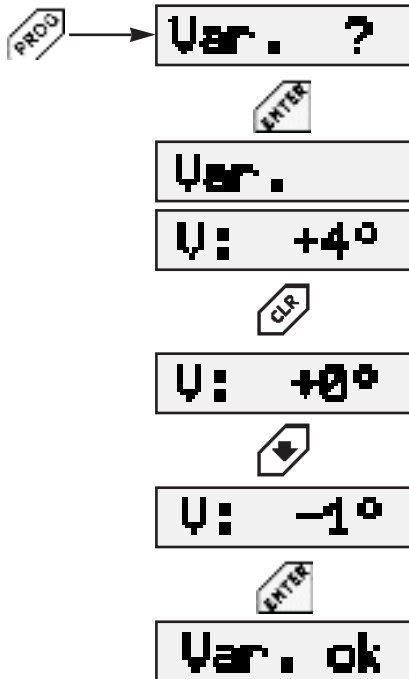 PROG
Var. ?
ENTER
Var.
V: +4°
CLR
V: +0°
V: -1°
ENTER
Var. ok